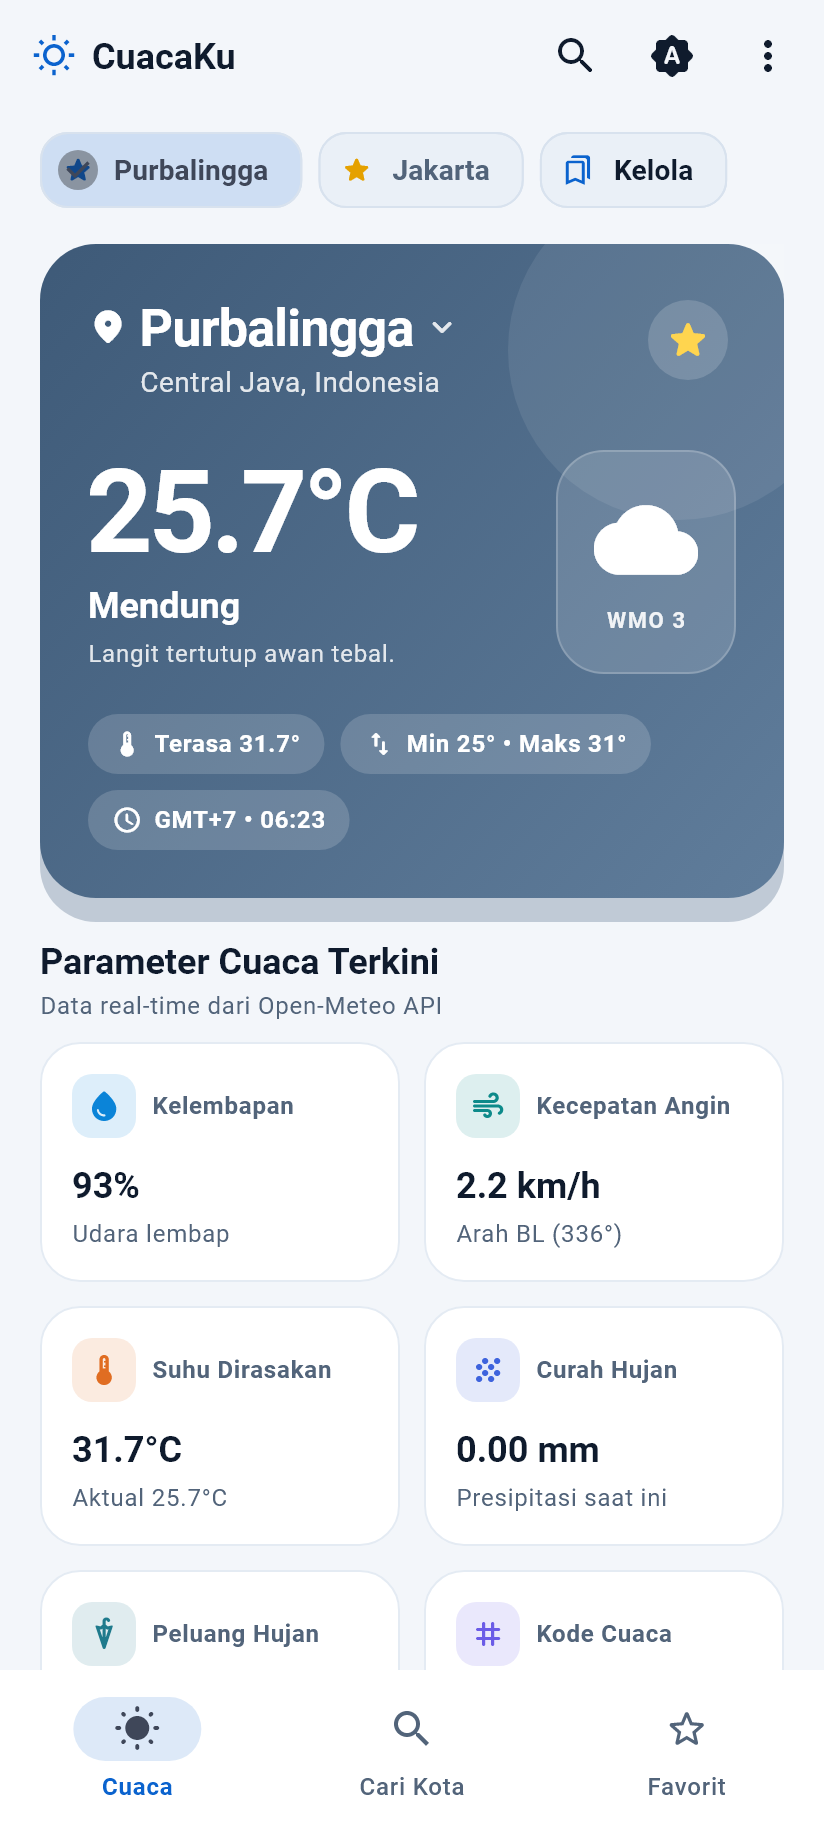 CuacaKu
A
Purbalingga
Jakarta
Kelola
Purbalingga
Central Java, Indonesia
25.7°C
Mendung
Langit tertutup awan tebal.
WMO 3
Terasa 31.7°
Min 25° • Maks 31°
GMT+7 • 06:23
Parameter Cuaca Terkini
Data real-time dari Open-Meteo API
Kelembapan
93%
Udara lembap
Kecepatan Angin
2.2 km/h
Arah BL (336°)
Suhu Dirasakan
31.7°C
Aktual 25.7°C
Curah Hujan
0.00 mm
Presipitasi saat ini
Peluang Hujan
Kode Cuaca
Cuaca
Cari Kota
Favorit